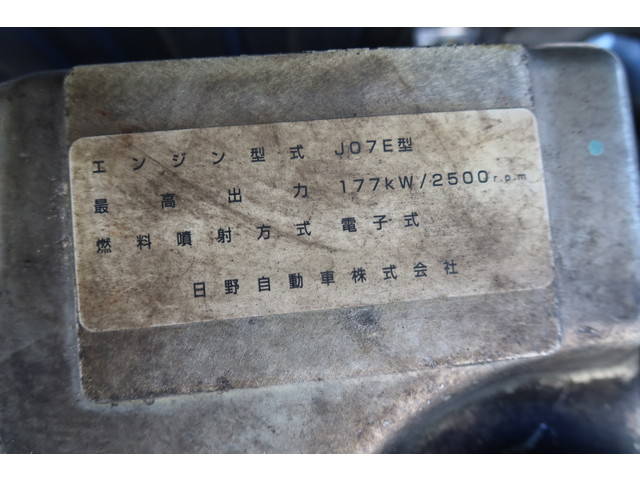 エンジン型式 J07E型
最高出力 177kW/2500r.p.m
燃料噴射方式 電子式
日野自動車株式会社